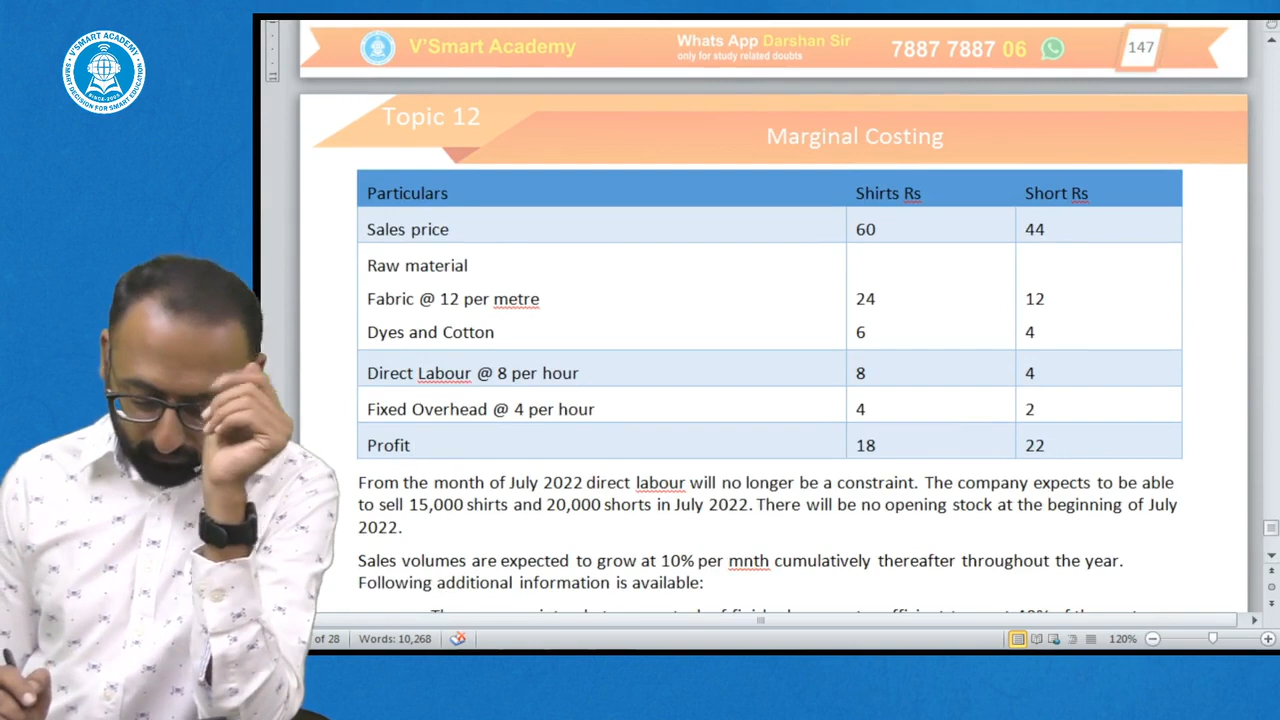 V'SMART ACADEMY
SMART DECISION FOR SMART EDUCATION
V'Smart Academy
Whats App Darshan Sir
only for study related doubts
7887 7887 06
147
Topic 12
Marginal Costing
Particulars Shirts Rs Short Rs
Sales price 60 44
Raw material
Fabric @ 12 per metre 24 12
Dyes and Cotton 6 4
Direct Labour @ 8 per hour 8 4
Fixed Overhead @ 4 per hour 4 2
Profit 18 22
From the month of July 2022 direct labour will no longer be a constraint. The company expects to be able
to sell 15,000 shirts and 20,000 shorts in July 2022. There will be no opening stock at the beginning of July
2022.
Sales volumes are expected to grow at 10% per mnth cumulatively thereafter throughout the year.
Following additional information is available:
of 28 Words: 10,268 120%